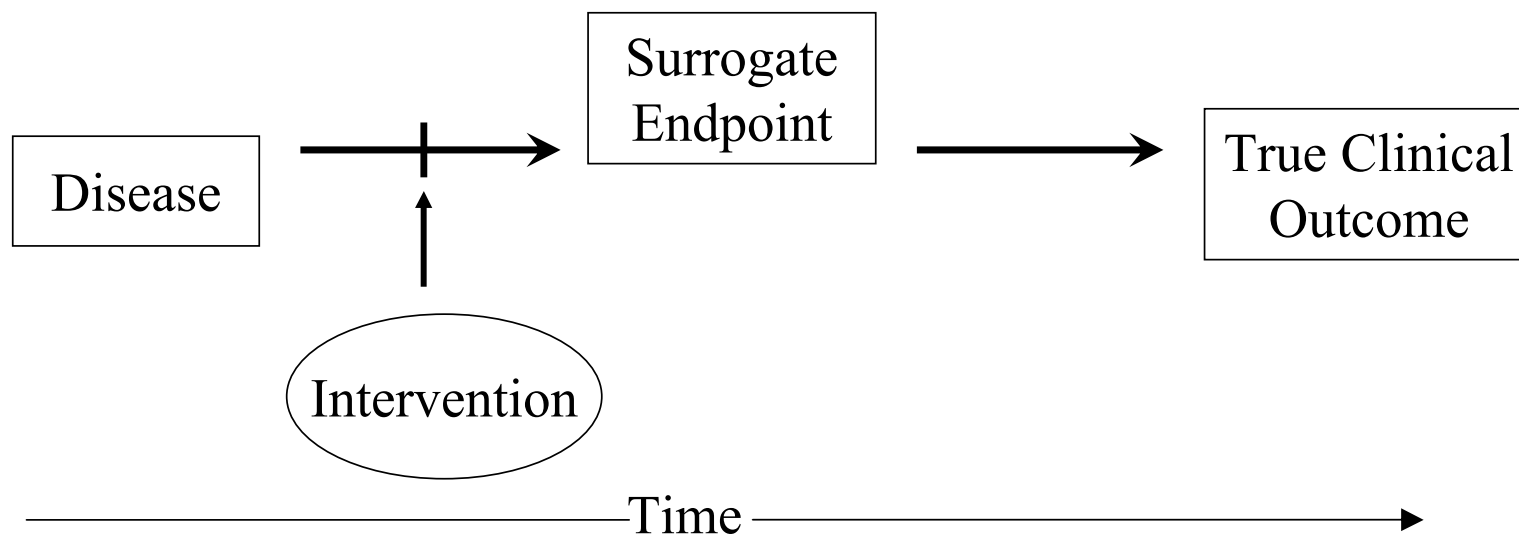 Surrogate
Endpoint
Disease
True Clinical
Outcome
Intervention
Time